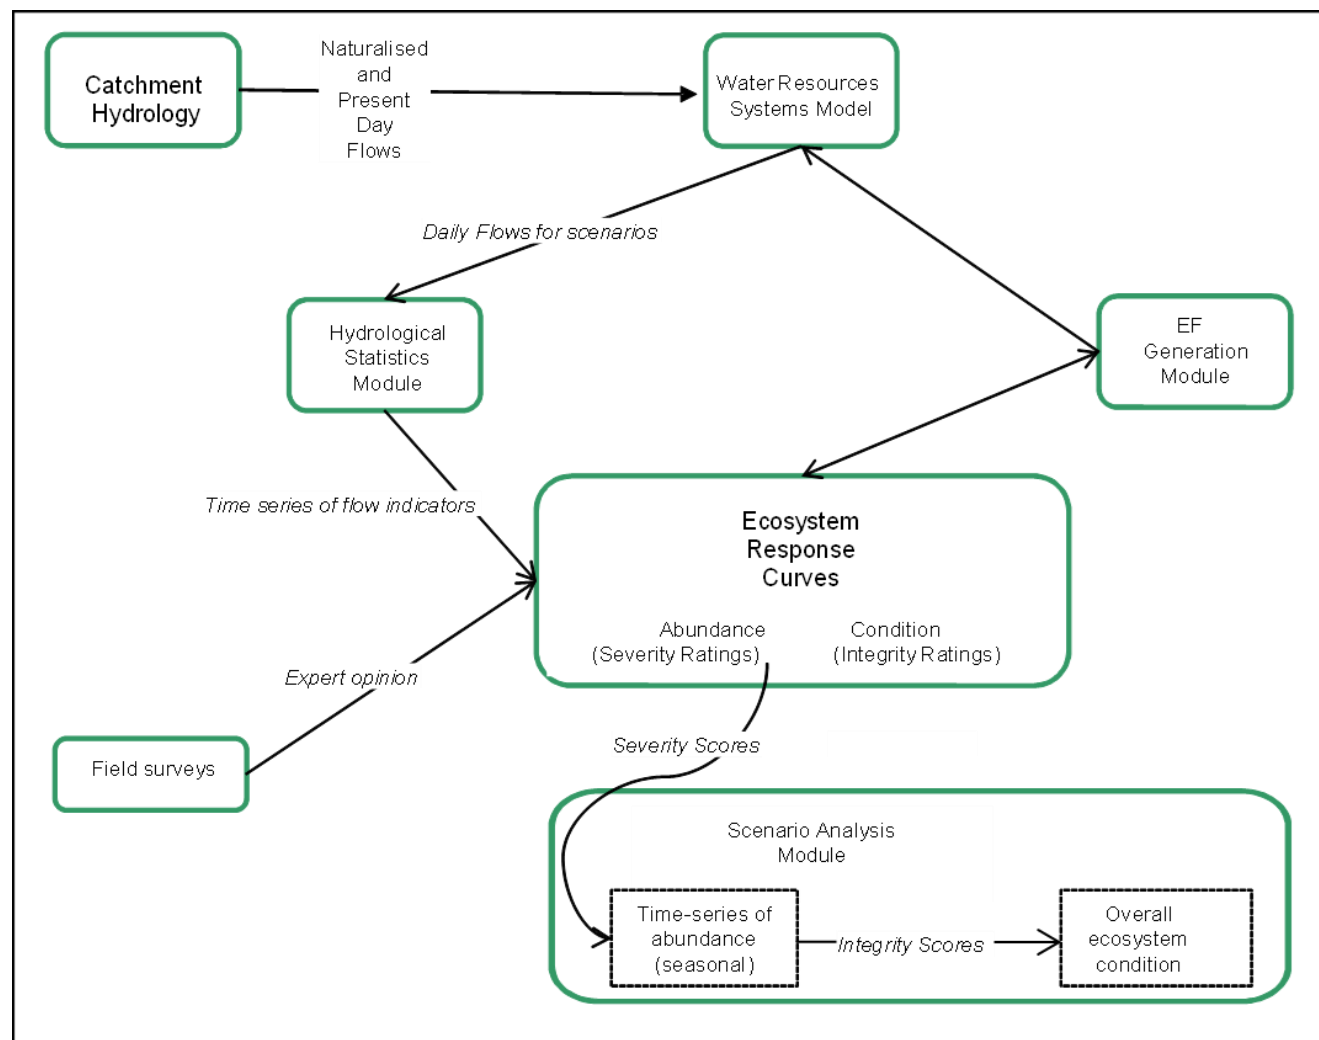 Catchment
Hydrology
Naturalised
and
Present
Day
Flows
Water Resources
Systems Model
Daily Flows for scenarios
Hydrological
Statistics
Module
EF
Generation
Module
Time series of flow indicators
Ecosystem
Response
Curves
Abundance
(Severity Ratings)
Condition
(Integrity Ratings)
Expert opinion
Field surveys
Severity Scores
Scenario Analysis
Module
Time-series of
abundance
(seasonal)
Integrity Scores
Overall
ecosystem
condition